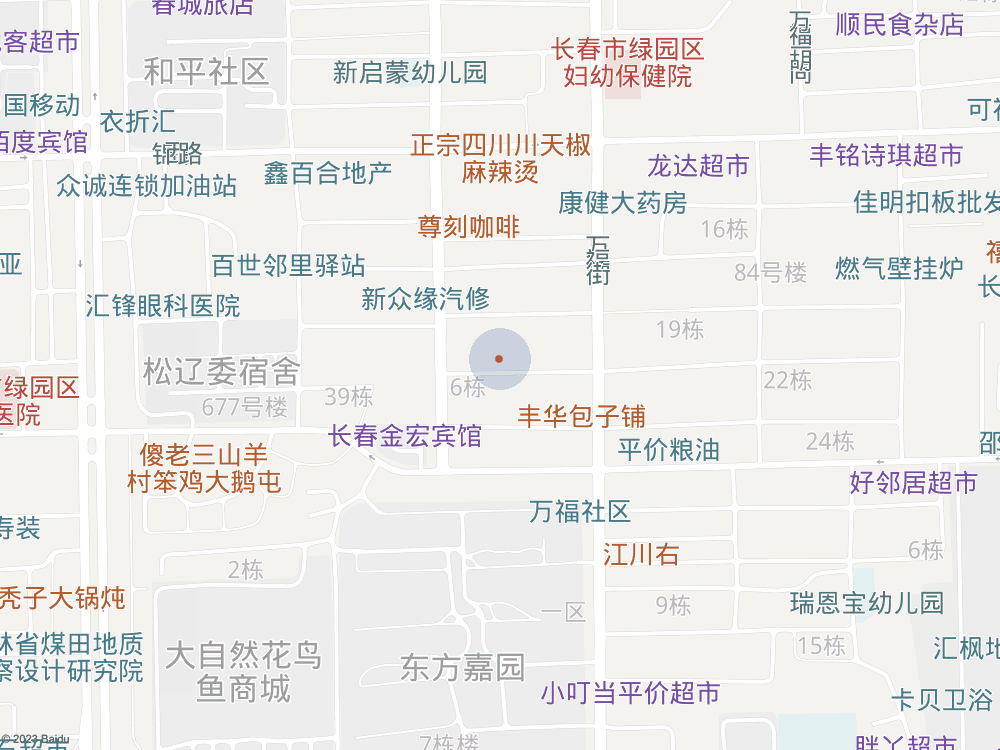 春城旅店
顺民食杂店
万福胡同
客超市
长春市绿园区
妇幼保健院
和平社区
新启蒙幼儿园
国移动
衣折汇
可视
百度宾馆
正宗四川川天椒
麻辣烫
龙达超市
丰铭诗琪超市
众诚连锁加油站
鑫百合地产
康健大药房
佳明扣板批发
尊刻咖啡
16栋
万福街
亚
百世邻里驿站
84号楼
燃气壁挂炉
长
汇锋眼科医院
新众缘汽修
19栋
松辽委宿舍
绿园区
医院
6栋
39栋
677号楼
22栋
丰华包子铺
长春金宏宾馆
平价粮油
24栋
邵
傻老三山羊
村笨鸡大鹅屯
好邻居超市
寿装
万福社区
江川右
6栋
2栋
秃子大锅炖
一区
9栋
瑞恩宝幼儿园
林省煤田地质
察设计研究院
大自然花鸟
鱼商城
东方嘉园
15栋
汇枫地
小叮当平价超市
卡贝卫浴
7栋楼
胖丫超市
© 2023 Baidu